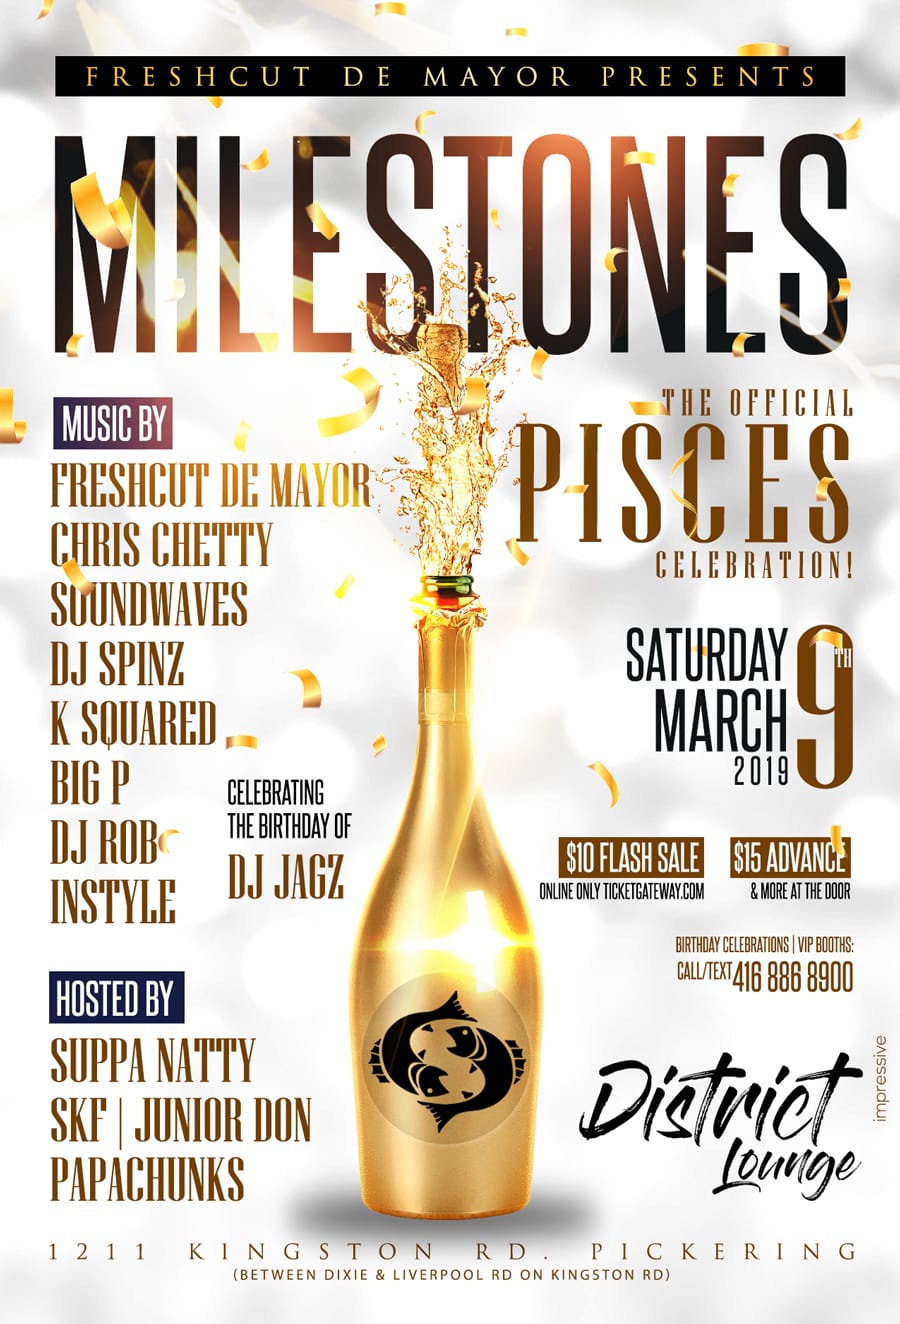 FRESHCUT DE MAYOR PRESENTS
MILESTONES
MUSIC BY
FRESHCUT DE MAYOR
CHRIS CHETTY
SOUNDWAVES
DJ SPINZ
K SQUARED
BIG P
DJ ROB
INSTYLE
CELEBRATING
THE BIRTHDAY OF
DJ JAGZ
HOSTED BY
SUPPA NATTY
SKF | JUNIOR DON
PAPACHUNKS
THE OFFICIAL
PISCES
CELEBRATION!
SATURDAY
MARCH 9TH
2019
$10 FLASH SALE
ONLINE ONLY TICKETGATEWAY.COM
$15 ADVANCE
& MORE AT THE DOOR
BIRTHDAY CELEBRATIONS | VIP BOOTHS:
CALL/TEXT 416 886 8900
District
Lounge
impressive
1211 KINGSTON RD. PICKERING
(BETWEEN DIXIE & LIVERPOOL RD ON KINGSTON RD)